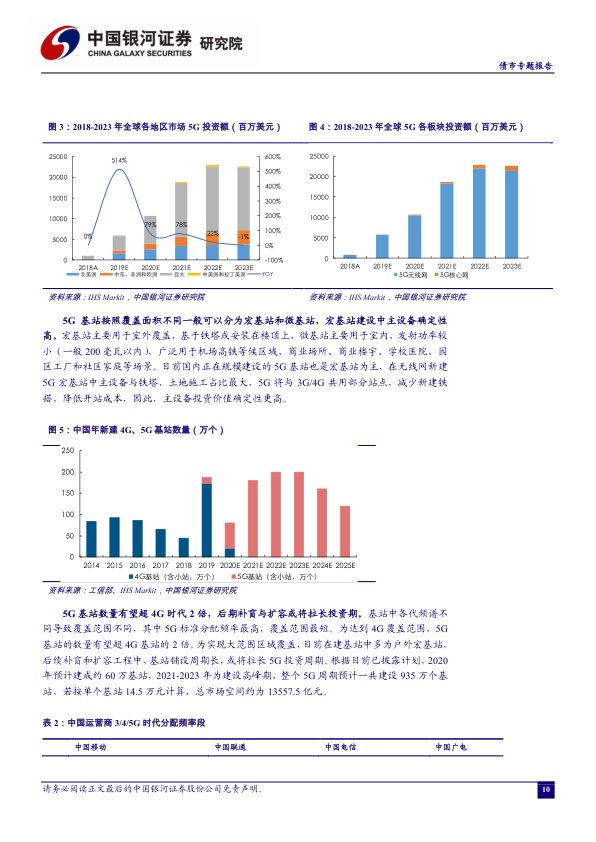 中国银河证券 研究院
CHINA GALAXY SECURITIES
债市专题报告
图 3：2018-2023 年全球各地区市场 5G 投资额（百万美元）
图 4：2018-2023 年全球 5G 各板块投资额（百万美元）
25000
20000
15000
10000
5000
0
600%
500%
400%
300%
200%
100%
0%
-100%
0%
514%
79%
78%
22%
-1%
2018A 2019E 2020E 2021E 2022E 2023E
北美洲 中东、非洲和欧洲 亚太 中美洲和拉丁美洲 YOY
25000
20000
15000
10000
5000
0
2018A 2019E 2020E 2021E 2022E 2023E
5G无线网 5G核心网
资料来源：IHS Markit，中国银河证券研究院
资料来源：IHS Markit，中国银河证券研究院
5G 基站按照覆盖面积不同一般可以分为宏基站和微基站，宏基站建设中主设备确定性
高。宏基站主要用于室外覆盖，基于铁塔或安装在楼顶上，微基站主要用于室内，发射功率较
小（一般 200 毫瓦以内），广泛用于机场高铁等候区域、商业场所、商业楼宇、学校医院、园
区工厂和社区家庭等场景。目前国内正在规模建设的 5G 基站也是宏基站为主，在无线网新建
5G 宏基站中主设备与铁塔、土地施工占比最大，5G 将与 3G/4G 共用部分站点，减少新建铁
搭，降低开站成本，因此，主设备投资价值确定性更高。
图 5：中国年新建 4G、5G 基站数量（万个）
250
200
150
100
50
0
2014 2015 2016 2017 2018 2019 2020E 2021E 2022E 2023E 2024E 2025E
4G基站（含小站，万个） 5G基站（含小站，万个）
资料来源：工信部、IHS Markit，中国银河证券研究院
5G 基站数量有望超 4G 时代 2 倍，后期补盲与扩容或将拉长投资期。基站中各代频谱不
同导致覆盖范围不同，其中 5G 标准分配频率最高，覆盖范围最短。为达到 4G 覆盖范围，5G
基站的数量有望超 4G 基站的 2 倍。为实现大范围区域覆盖，目前在建基站中多为户外宏基站，
后续补盲和扩容工程中，基站铺设周期长，或将拉长 5G 投资周期。根据目前已披露计划，2020
年预计建成约 60 万基站，2021-2023 年为建设高峰期，整个 5G 周期预计一共建设 935 万个基
站，若按单个基站 14.5 万元计算，总市场空间约为 13557.5 亿元。
表 2：中国运营商 3/4/5G 时代分配频率段
中国移动 中国联通 中国电信 中国广电
请务必阅读正文最后的中国银河证券股份公司免责声明。
10